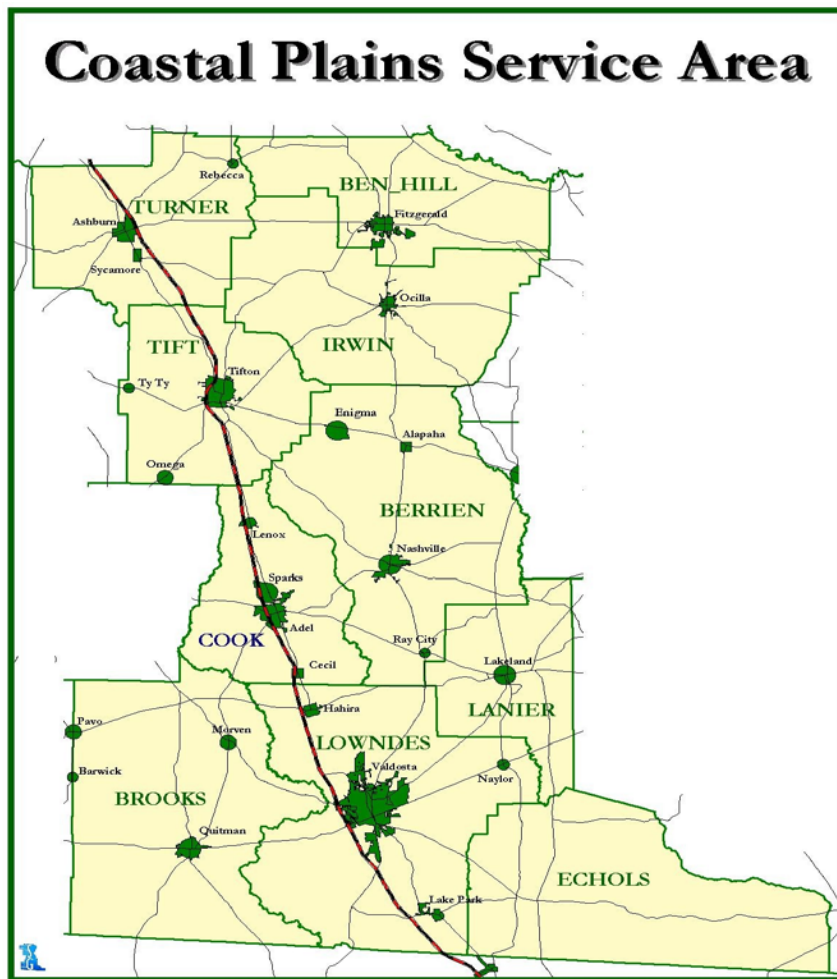 Coastal Plains Service Area
Rebecca
BEN_HILL
TURNER
Fitzgerald
Ashburn
Sycamore
Ocilla
TIFT
IRWIN
Tifton
Ty Ty
Enigma
Alapaha
Omega
BERRIEN
Lenox
Nashville
Sparks
Adel
COOK
Ray City
Cecil
Lakeland
Hahira
LANIER
Pavo
Morven
LOWNDES
Valdosta
Barwick
Naylor
BROOKS
Quitman
ECHOLS
Lake Park